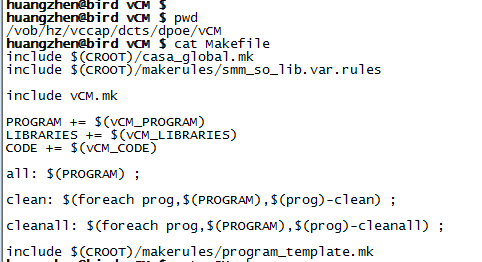 huangzhen@bird vCM $
huangzhen@bird vCM $ pwd
/vob/hz/vccap/dcts/dpoe/vCM
huangzhen@bird vCM $ cat Makefile
include $(CROOT)/casa_global.mk
include $(CROOT)/makerules/smm_so_lib.var.rules
include vCM.mk
PROGRAM += $(vCM_PROGRAM)
LIBRARIES += $(vCM_LIBRARIES)
CODE += $(vCM_CODE)
all: $(PROGRAM) ;
clean: $(foreach prog,$(PROGRAM),$(prog)-clean) ;
cleanall: $(foreach prog,$(PROGRAM),$(prog)-cleanall) ;
include $(CROOT)/makerules/program_template.mk